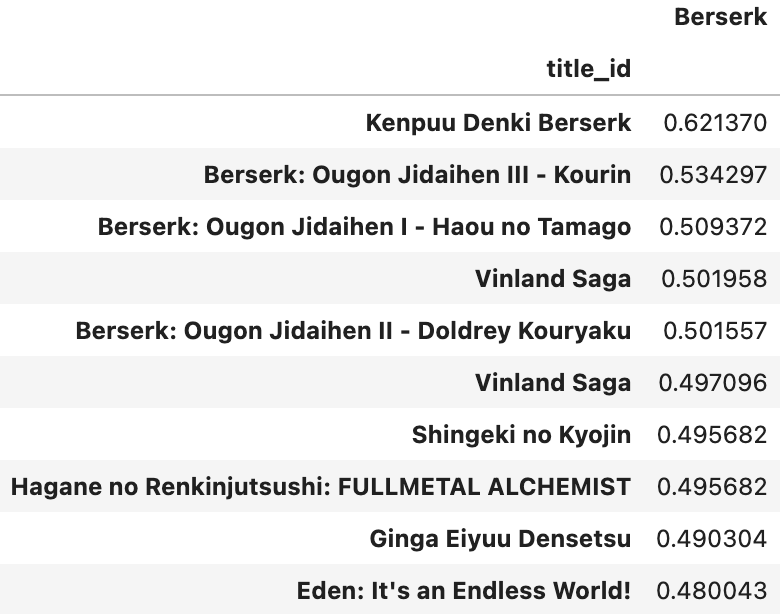 Berserk
title_id
Kenpuu Denki Berserk 0.621370
Berserk: Ougon Jidaihen III - Kourin 0.534297
Berserk: Ougon Jidaihen I - Haou no Tamago 0.509372
Vinland Saga 0.501958
Berserk: Ougon Jidaihen II - Doldrey Kouryaku 0.501557
Vinland Saga 0.497096
Shingeki no Kyojin 0.495682
Hagane no Renkinjutsushi: FULLMETAL ALCHEMIST 0.495682
Ginga Eiyuu Densetsu 0.490304
Eden: It's an Endless World! 0.480043